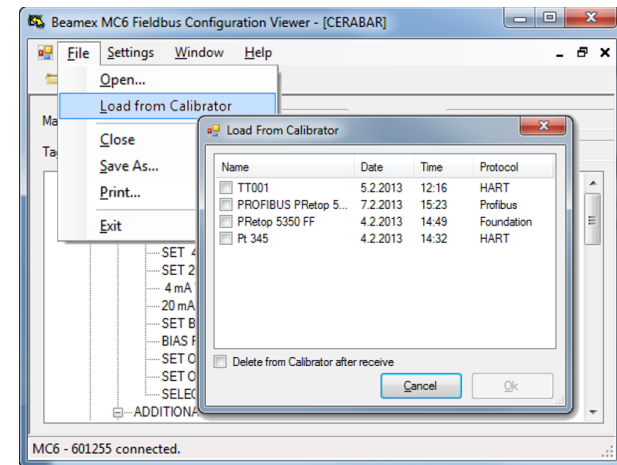 Beamex MC6 Fieldbus Configuration Viewer - [CERABAR]
File Settings Window Help
Open...
Load from Calibrator
Close
Save As...
Print...
Exit
Ma
Tag
Load From Calibrator
Name Date Time Protocol
TT001 5.2.2013 12:16 HART
PROFIBUS PRetop 5... 7.2.2013 15:23 Profibus
PRetop 5350 FF 4.2.2013 14:49 Foundation
Pt 345 4.2.2013 14:32 HART
Delete from Calibrator after receive
Cancel Ok
SET 4
SET 2
4 mA
20 mA
SET B
BIAS F
SET O
SET O
SELEC
ADDITIONA
MC6 - 601255 connected.